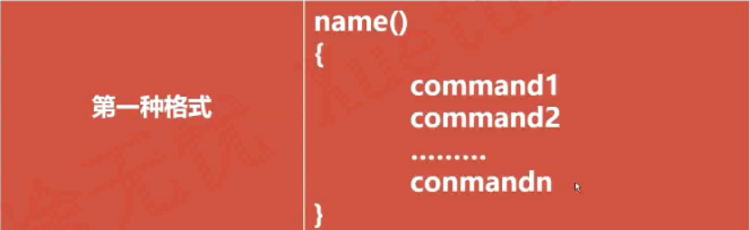 第一种格式
name()
{
command1
command2
.........
conmandn
}